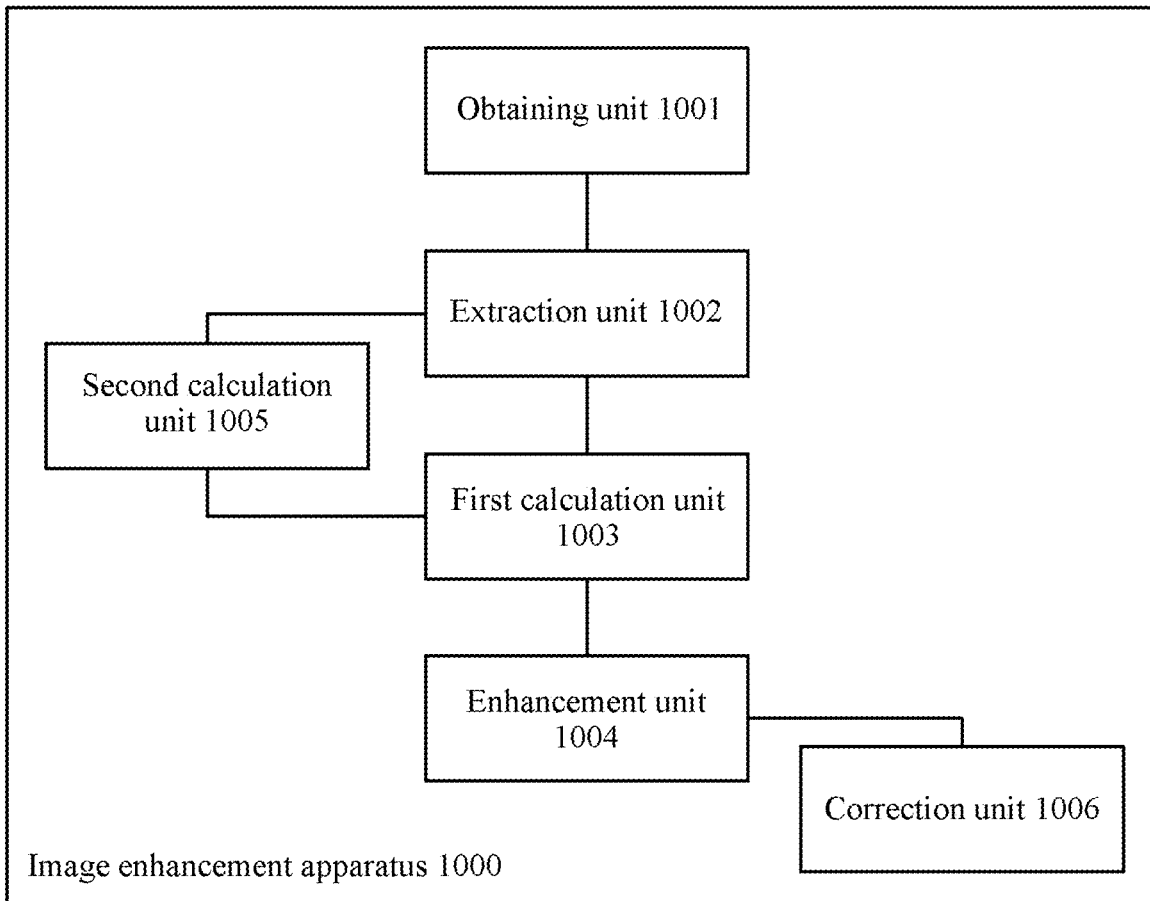 Obtaining unit 1001
Extraction unit 1002
Second calculation
unit 1005
First calculation unit
1003
Enhancement unit
1004
Correction unit 1006
Image enhancement apparatus 1000